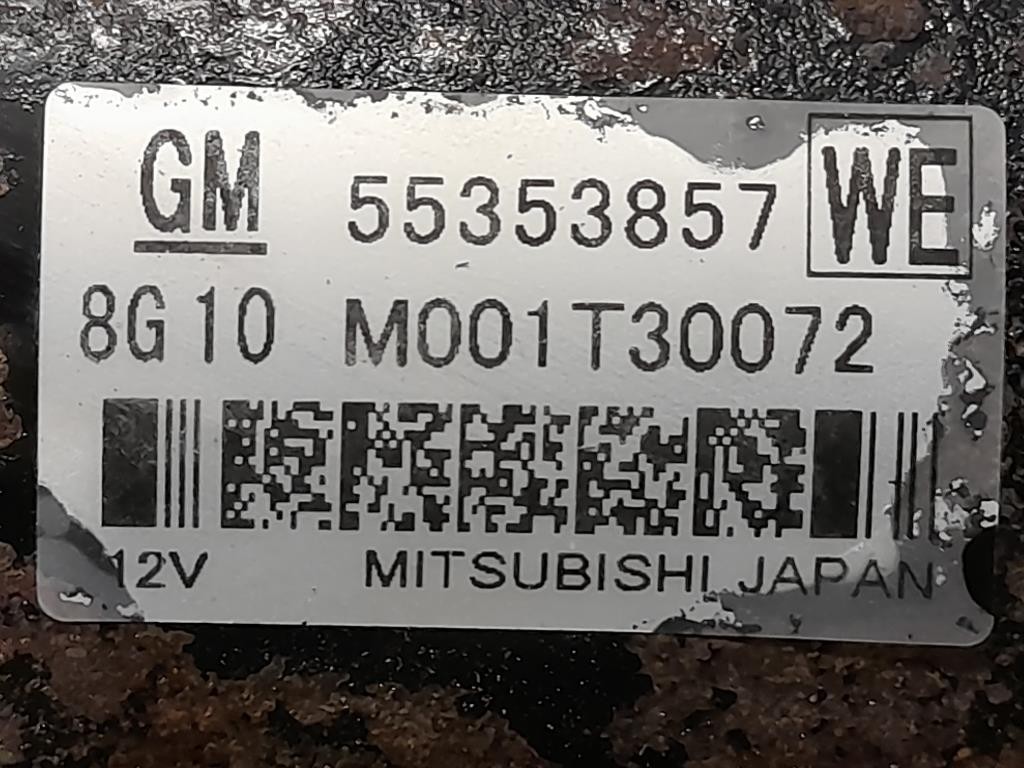 GM 55353857 WE
8G10 M001T30072
12V MITSUBISHI JAPAN